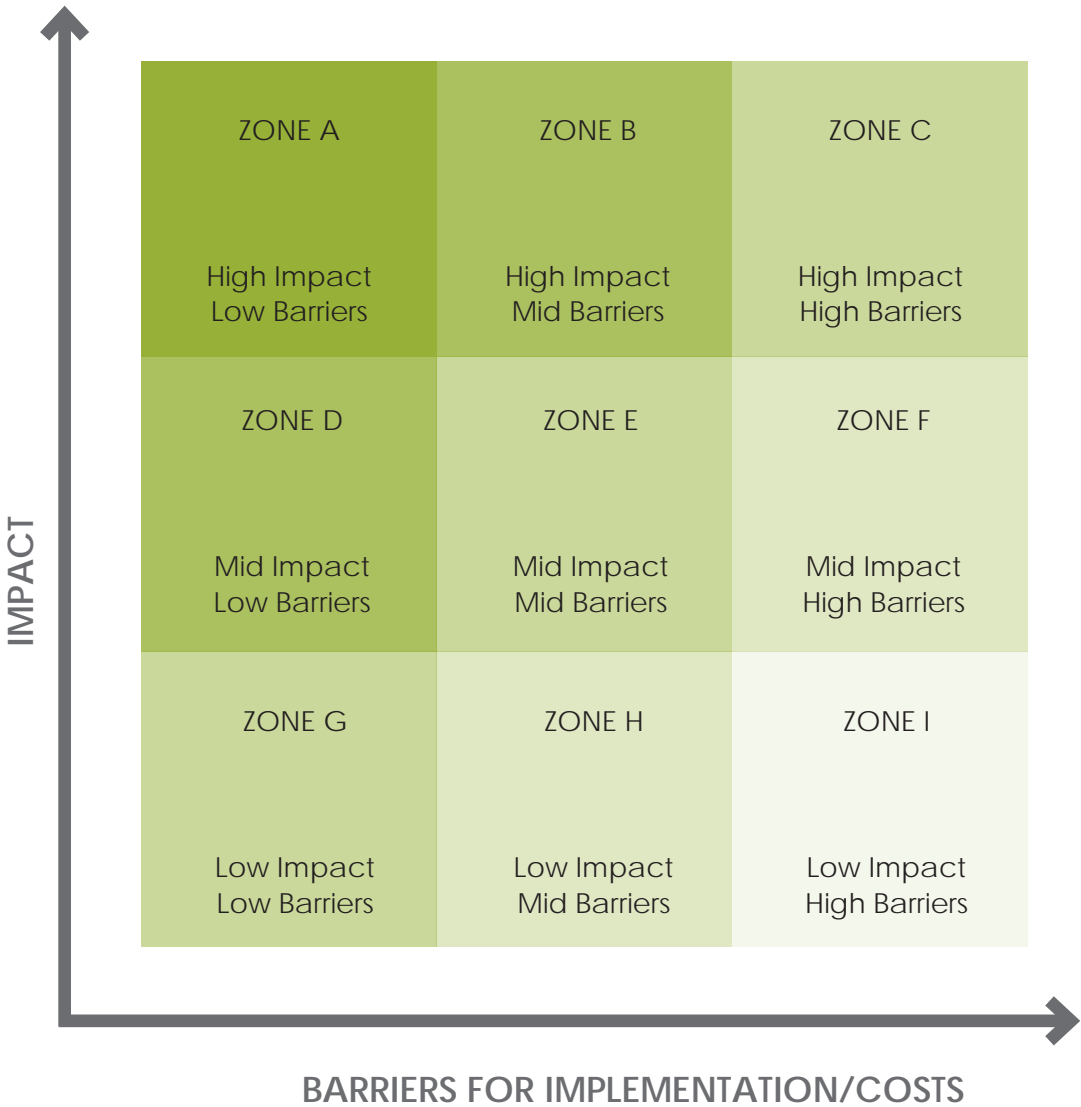 ZONE A
ZONE B
ZONE C
High Impact
Low Barriers
High Impact
Mid Barriers
High Impact
High Barriers
ZONE D
ZONE E
ZONE F
Mid Impact
Low Barriers
Mid Impact
Mid Barriers
Mid Impact
High Barriers
ZONE G
ZONE H
ZONE I
Low Impact
Low Barriers
Low Impact
Mid Barriers
Low Impact
High Barriers
IMPACT
BARRIERS FOR IMPLEMENTATION/COSTS